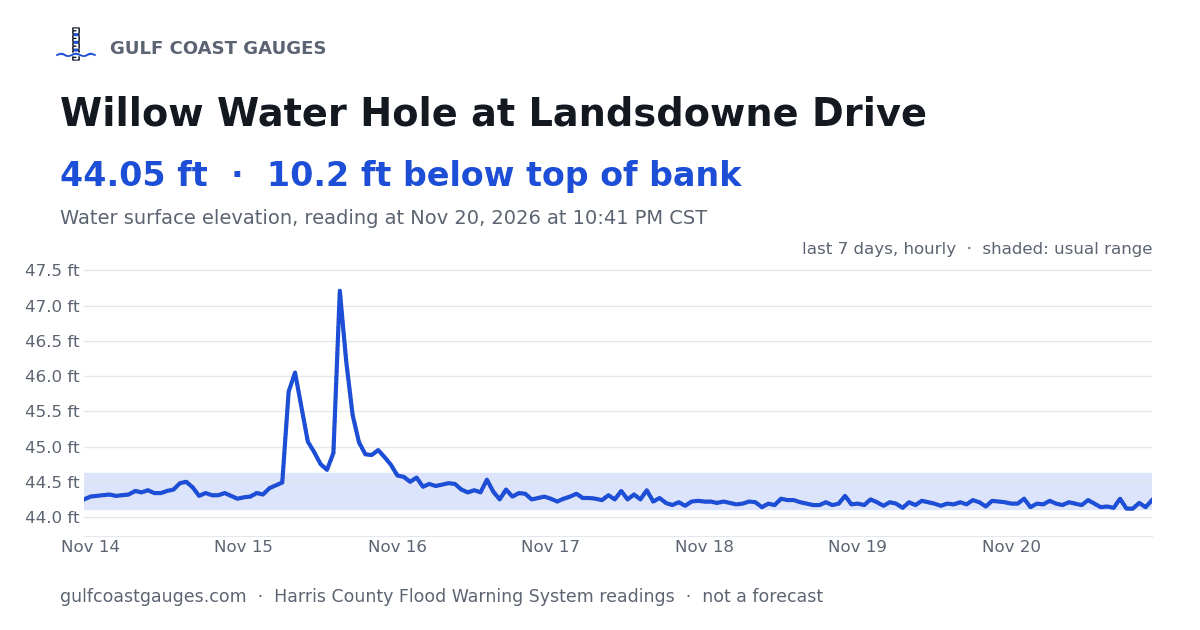 GULF COAST GAUGES
Willow Water Hole at Landsdowne Drive
44.05 ft · 10.2 ft below top of bank
Water surface elevation, reading at Nov 20, 2026 at 10:41 PM CST
last 7 days, hourly · shaded: usual range
47.5 ft
47.0 ft
46.5 ft
46.0 ft
45.5 ft
45.0 ft
44.5 ft
44.0 ft
Nov 14 Nov 15 Nov 16 Nov 17 Nov 18 Nov 19 Nov 20
gulfcoastgauges.com · Harris County Flood Warning System readings · not a forecast